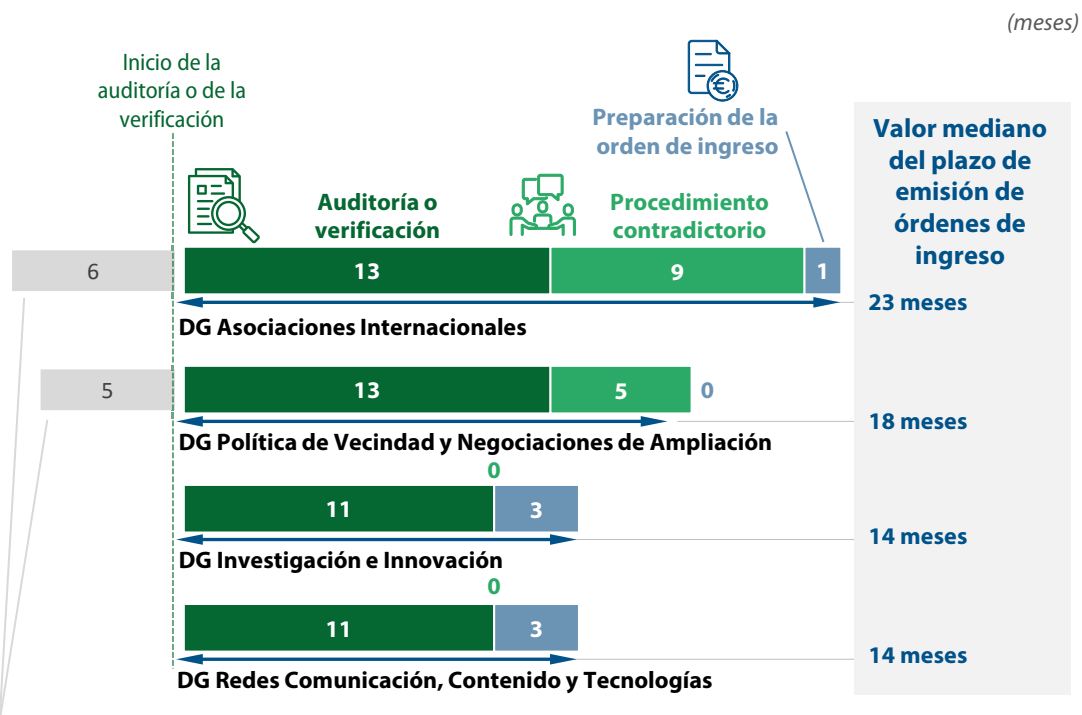 (meses)
Inicio de la
auditoría o de la
verificación
Preparación de la
orden de ingreso
Valor mediano
del plazo de
emisión de
órdenes de
ingreso
Auditoría o
verificación
Procedimiento
contradictorio
6
13
9
1
23 meses
DG Asociaciones Internacionales
5
13
5
0
18 meses
DG Política de Vecindad y Negociaciones de Ampliación
0
11
3
14 meses
DG Investigación e Innovación
0
11
3
14 meses
DG Redes Comunicación, Contenido y Tecnologías